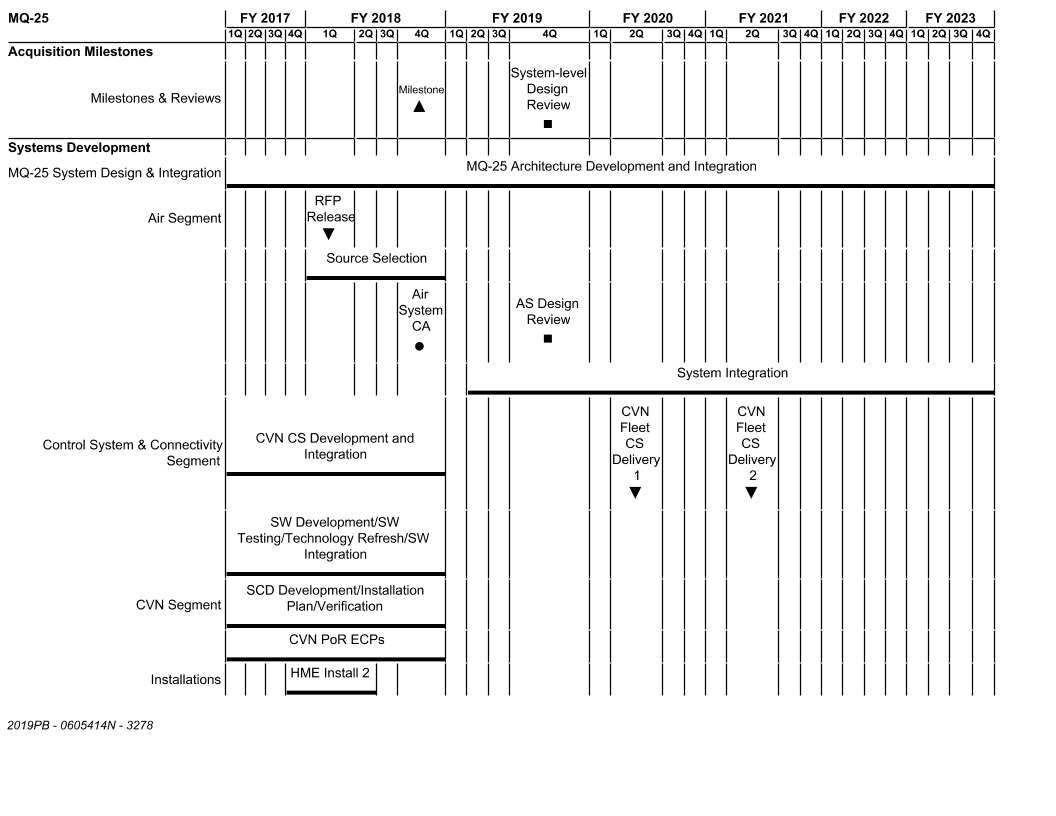 MQ-25 FY 2017 FY 2018 FY 2019 FY 2020 FY 2021 FY 2022 FY 2023
1Q 2Q 3Q 4Q 1Q 2Q 3Q 4Q 1Q 2Q 3Q 4Q 1Q 2Q 3Q 4Q 1Q 2Q 3Q 4Q 1Q 2Q 3Q 4Q 1Q 2Q 3Q 4Q
Acquisition Milestones
Milestones & Reviews
Milestone
System-level
Design
Review
Systems Development
MQ-25 System Design & Integration
MQ-25 Architecture Development and Integration
Air Segment
RFP
Release
Source Selection
Air
System
CA
AS Design
Review
System Integration
Control System & Connectivity
Segment
CVN CS Development and
Integration
CVN
Fleet
CS
Delivery
1
CVN
Fleet
CS
Delivery
2
SW Development/SW
Testing/Technology Refresh/SW
Integration
CVN Segment
SCD Development/Installation
Plan/Verification
CVN PoR ECPs
Installations
HME Install 2
2019PB - 0605414N - 3278